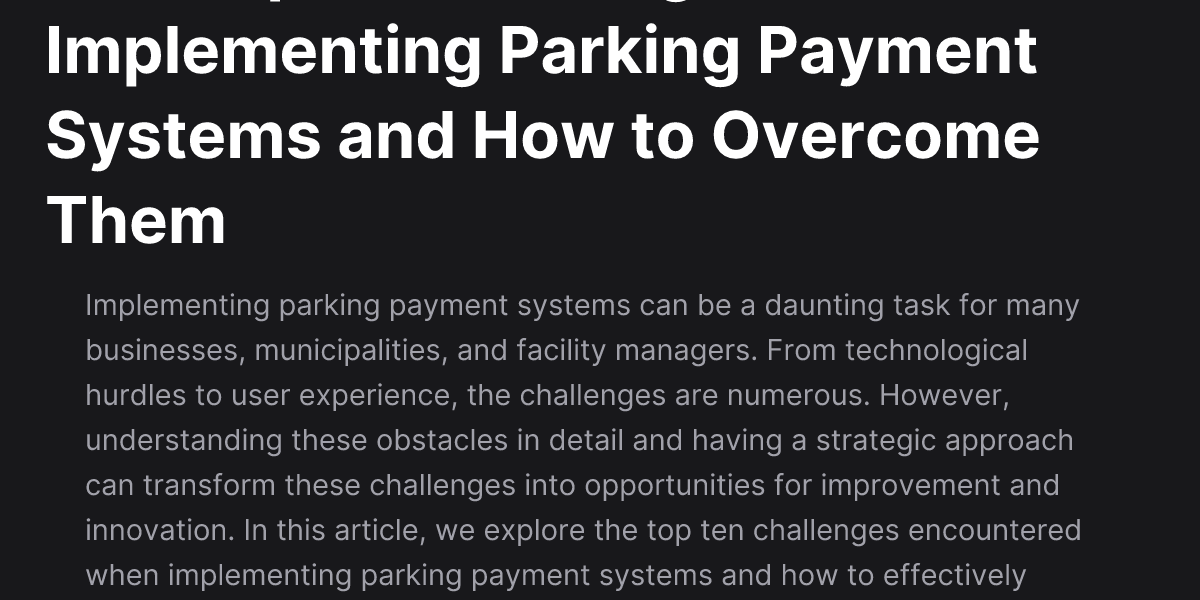 Implementing Parking Payment
Systems and How to Overcome
Them
Implementing parking payment systems can be a daunting task for many
businesses, municipalities, and facility managers. From technological
hurdles to user experience, the challenges are numerous. However,
understanding these obstacles in detail and having a strategic approach
can transform these challenges into opportunities for improvement and
innovation. In this article, we explore the top ten challenges encountered
when implementing parking payment systems and how to effectively